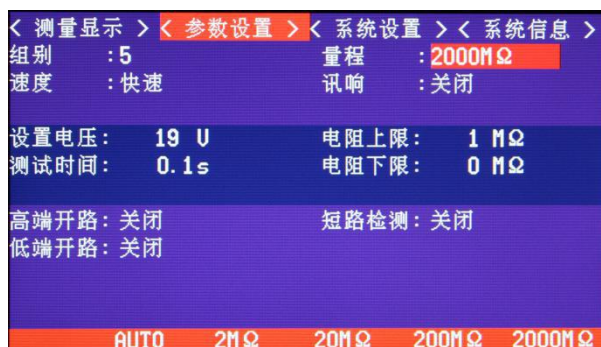 < 测量显示 > < 参数设置 > < 系统设置 > < 系统信息 >
组别 :5 量程 :2000MΩ
速度 :快速 讯响 :关闭
设置电压: 19 V 电阻上限: 1 MΩ
测试时间: 0.1s 电阻下限: 0 MΩ
高端开路:关闭 短路检测:关闭
低端开路:关闭
AUTO 2MΩ 20MΩ 200MΩ 2000MΩ